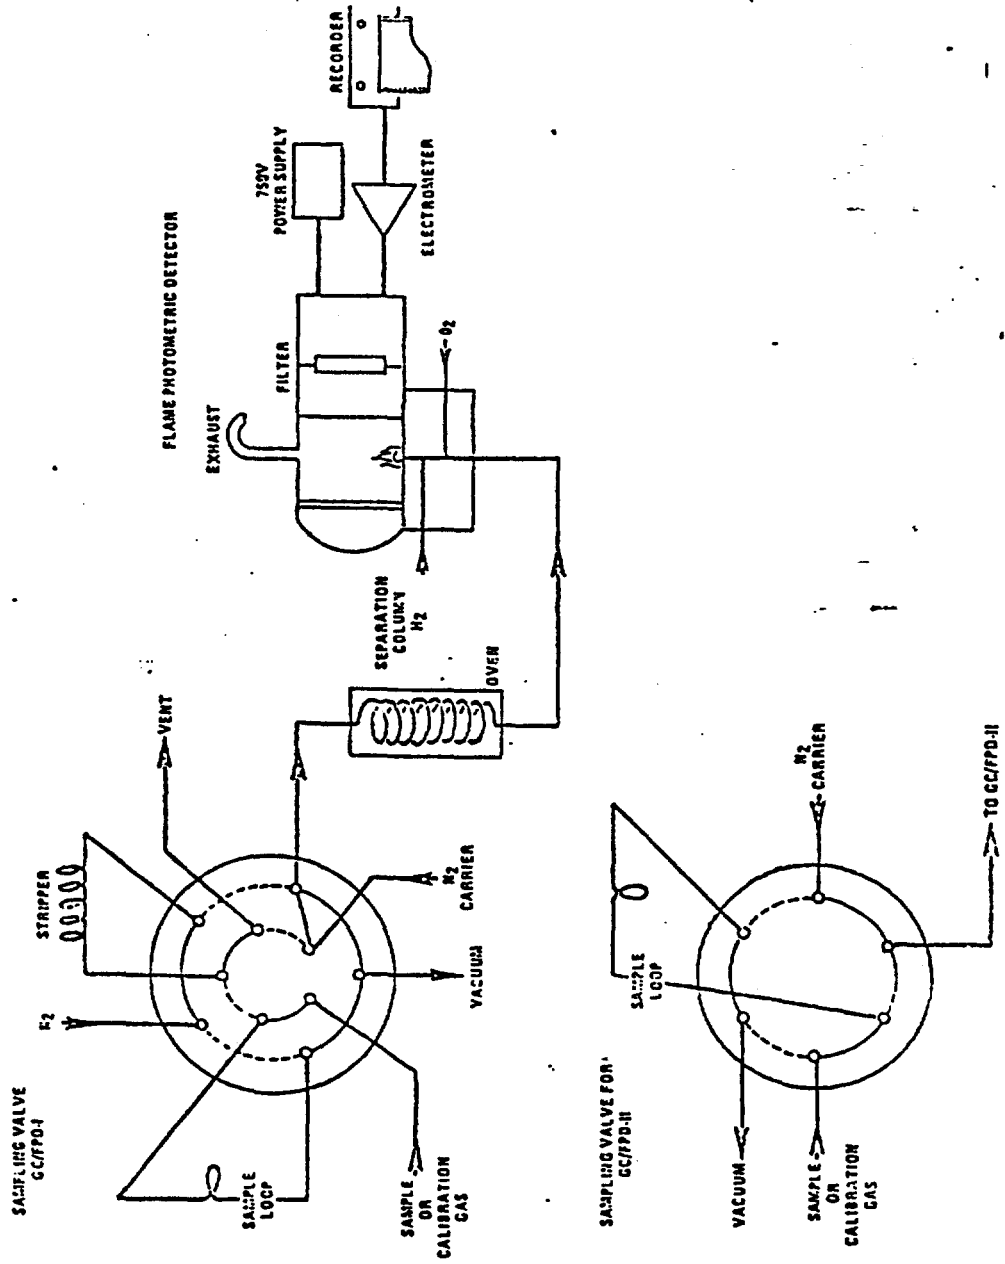 SAMPLING VALVE
GC/FPD-I
N2
STRIPPER
VENT
SAMPLE
LOOP
SAMPLE
OR
CALIBRATION
GAS
VACUUM
N2
CARRIER
SEPARATION
COLUMN
H2
OVEN
FLAME PHOTOMETRIC DETECTOR
EXHAUST
FILTER
O2
750V
POWER SUPPLY
ELECTROMETER
RECORDER
SAMPLING VALVE FOR
GC/FPD-II
VACUUM
SAMPLE
OR
CALIBRATION
GAS
SAMPLE
LOOP
N2
CARRIER
TO GC/FPD-II